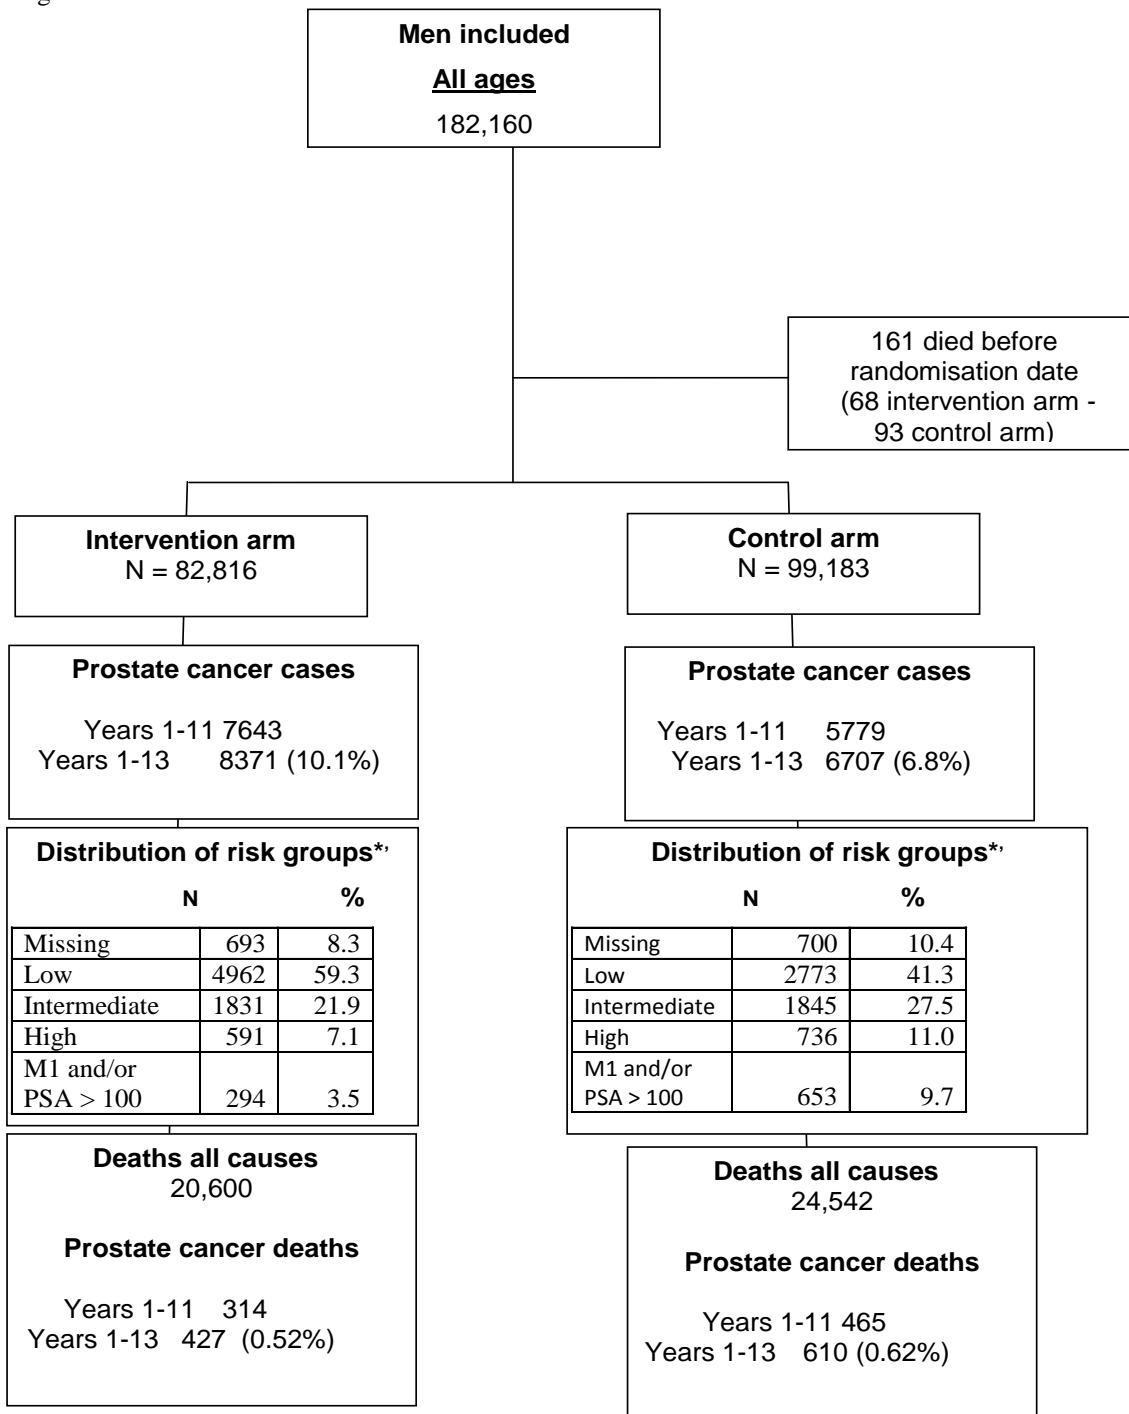 Men included
All ages
182,160
161 died before
randomisation date
(68 intervention arm -
93 control arm)
Intervention arm
N = 82,816
Control arm
N = 99,183
Prostate cancer cases
Years 1-11 7643
Years 1-13 8371 (10.1%)
Prostate cancer cases
Years 1-11 5779
Years 1-13 6707 (6.8%)
Distribution of risk groups*,
N %
Missing 693 8.3
Low 4962 59.3
Intermediate 1831 21.9
High 591 7.1
M1 and/or
PSA > 100 294 3.5
Distribution of risk groups*,
N %
Missing 700 10.4
Low 2773 41.3
Intermediate 1845 27.5
High 736 11.0
M1 and/or
PSA > 100 653 9.7
Deaths all causes
20,600
Prostate cancer deaths
Years 1-11 314
Years 1-13 427 (0.52%)
Deaths all causes
24,542
Prostate cancer deaths
Years 1-11 465
Years 1-13 610 (0.62%)